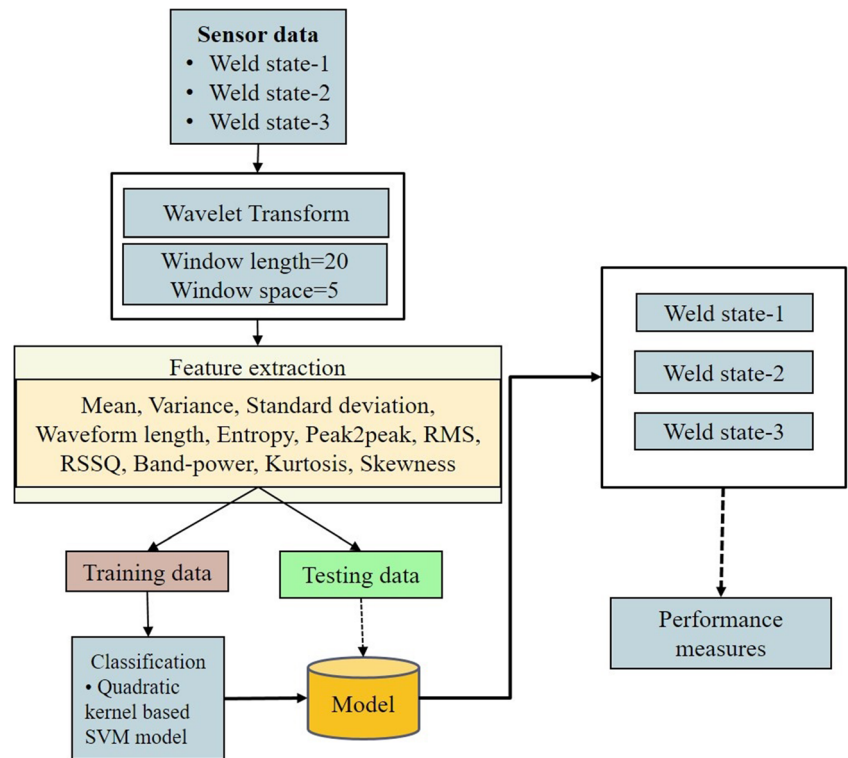 Sensor data
• Weld state-1
• Weld state-2
• Weld state-3
Wavelet Transform
Window length=20
Window space=5
Feature extraction
Mean, Variance, Standard deviation,
Waveform length, Entropy, Peak2peak, RMS,
RSSQ, Band-power, Kurtosis, Skewness
Training data
Testing data
Classification
• Quadratic
kernel based
SVM model
Model
Weld state-1
Weld state-2
Weld state-3
Performance
measures